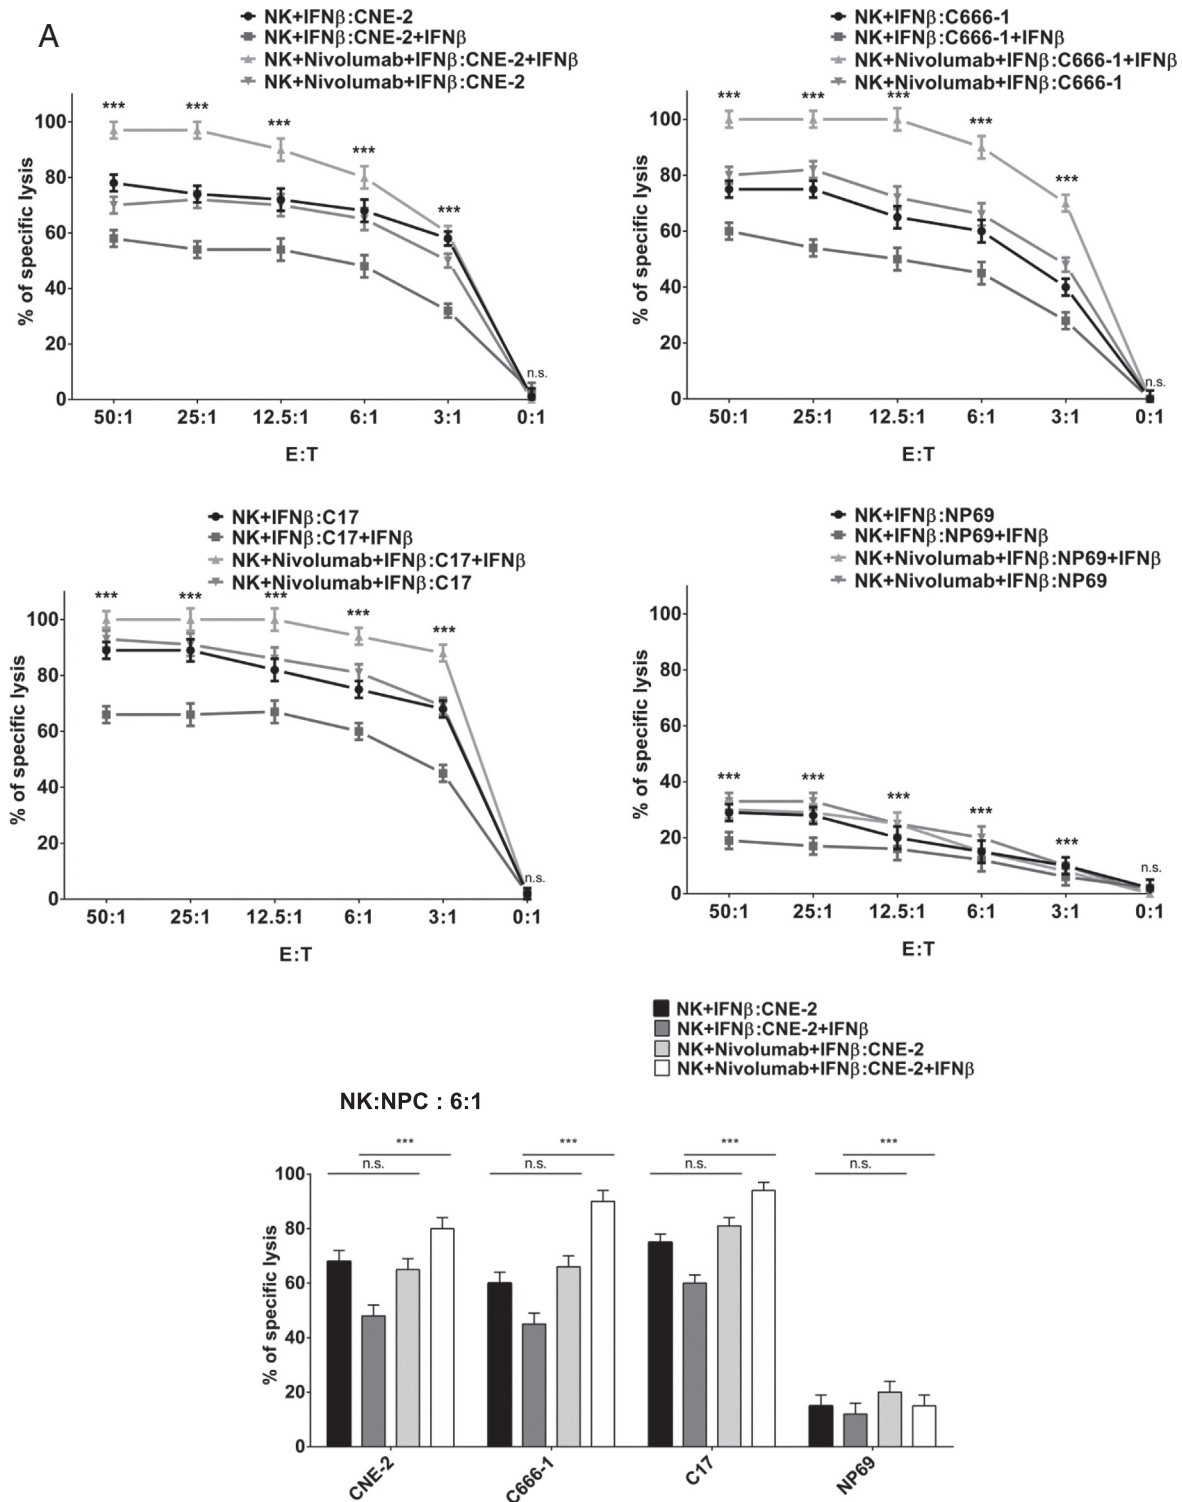 A
NK+IFNβ:CNE-2
NK+IFNβ:CNE-2+IFNβ
NK+Nivolumab+IFNβ:CNE-2+IFNβ
NK+Nivolumab+IFNβ:CNE-2
*** *** *** *** *** n.s.
% of specific lysis
100
80
60
40
20
0
50:1 25:1 12.5:1 6:1 3:1 0:1
E:T
NK+IFNβ:C666-1
NK+IFNβ:C666-1+IFNβ
NK+Nivolumab+IFNβ:C666-1+IFNβ
NK+Nivolumab+IFNβ:C666-1
*** *** *** *** *** n.s.
% of specific lysis
100
80
60
40
20
0
50:1 25:1 12.5:1 6:1 3:1 0:1
E:T
NK+IFNβ:C17
NK+IFNβ:C17+IFNβ
NK+Nivolumab+IFNβ:C17+IFNβ
NK+Nivolumab+IFNβ:C17
*** *** *** *** *** n.s.
% of specific lysis
100
80
60
40
20
0
50:1 25:1 12.5:1 6:1 3:1 0:1
E:T
NK+IFNβ:NP69
NK+IFNβ:NP69+IFNβ
NK+Nivolumab+IFNβ:NP69+IFNβ
NK+Nivolumab+IFNβ:NP69
*** *** *** *** *** n.s.
% of specific lysis
100
80
60
40
20
0
50:1 25:1 12.5:1 6:1 3:1 0:1
E:T
NK+IFNβ:CNE-2
NK+IFNβ:CNE-2+IFNβ
NK+Nivolumab+IFNβ:CNE-2
NK+Nivolumab+IFNβ:CNE-2+IFNβ
NK:NPC : 6:1
*** *** *** ***
n.s. n.s. n.s. n.s.
% of specific lysis
100
80
60
40
20
0
CNE-2 C666-1 C17 NP69